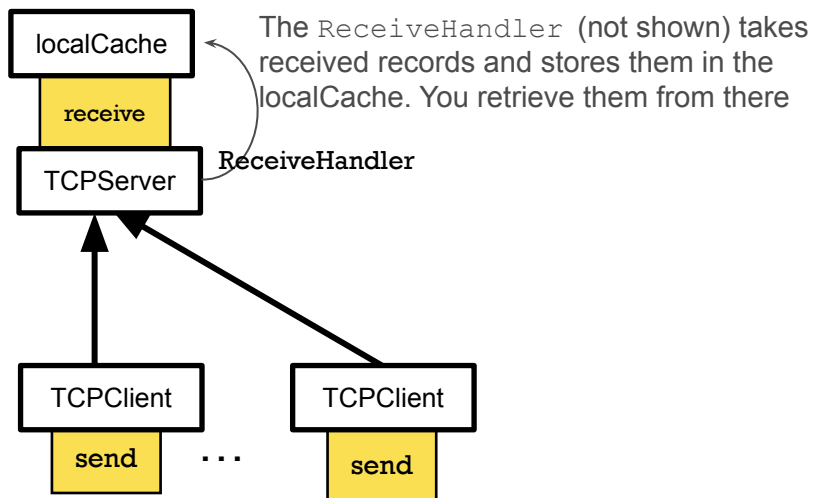 localCache
The ReceiveHandler (not shown) takes
received records and stores them in the
localCache. You retrieve them from there
receive
ReceiveHandler
TCPServer
TCPClient
TCPClient
send
...
send